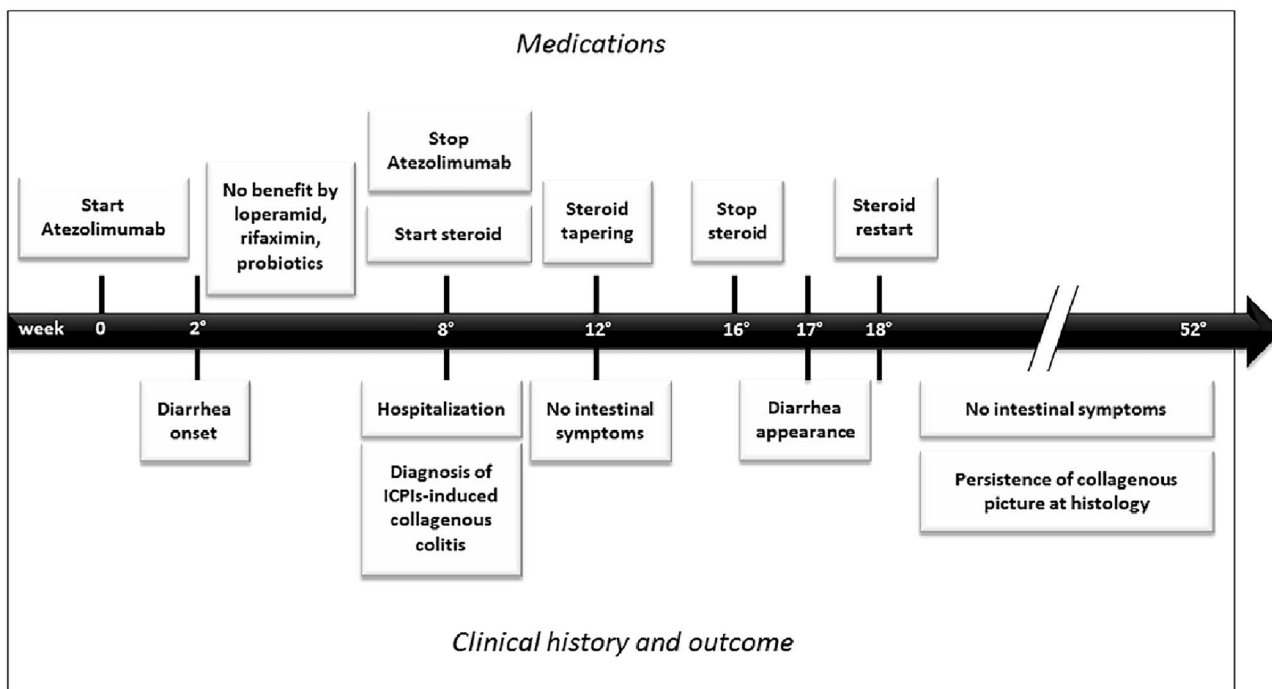 Medications
Start
Atezolimumab
No benefit by
loperamid,
rifaximin,
probiotics
Stop
Atezolimumab
Start steroid
Steroid
tapering
Stop
steroid
Steroid
restart
week 0 2° 8° 12° 16° 17° 18° 52°
Diarrhea
onset
Hospitalization
Diagnosis of
ICPIs-induced
collagenous
colitis
No intestinal
symptoms
Diarrhea
appearance
No intestinal symptoms
Persistence of collagenous
picture at histology
Clinical history and outcome